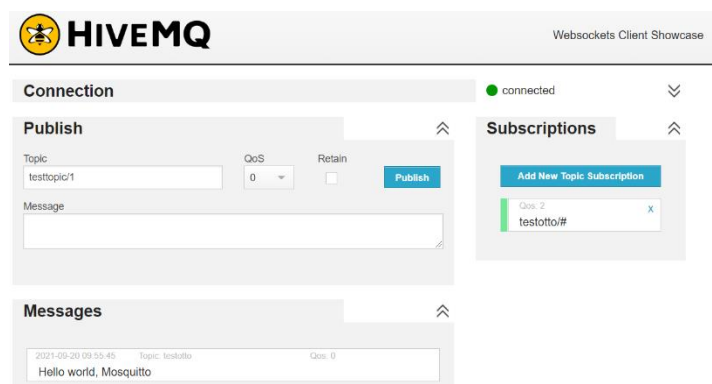 HIVEMQ
Websockets Client Showcase
Connection
connected
Publish
Topic
QoS
Retain
testtopic/1
0
Publish
Message
Subscriptions
Add New Topic Subscription
Qos: 2
x
testotto/#
Messages
2021-09-20 09:55:45 Topic: testotto Qos: 0
Hello world, Mosquitto